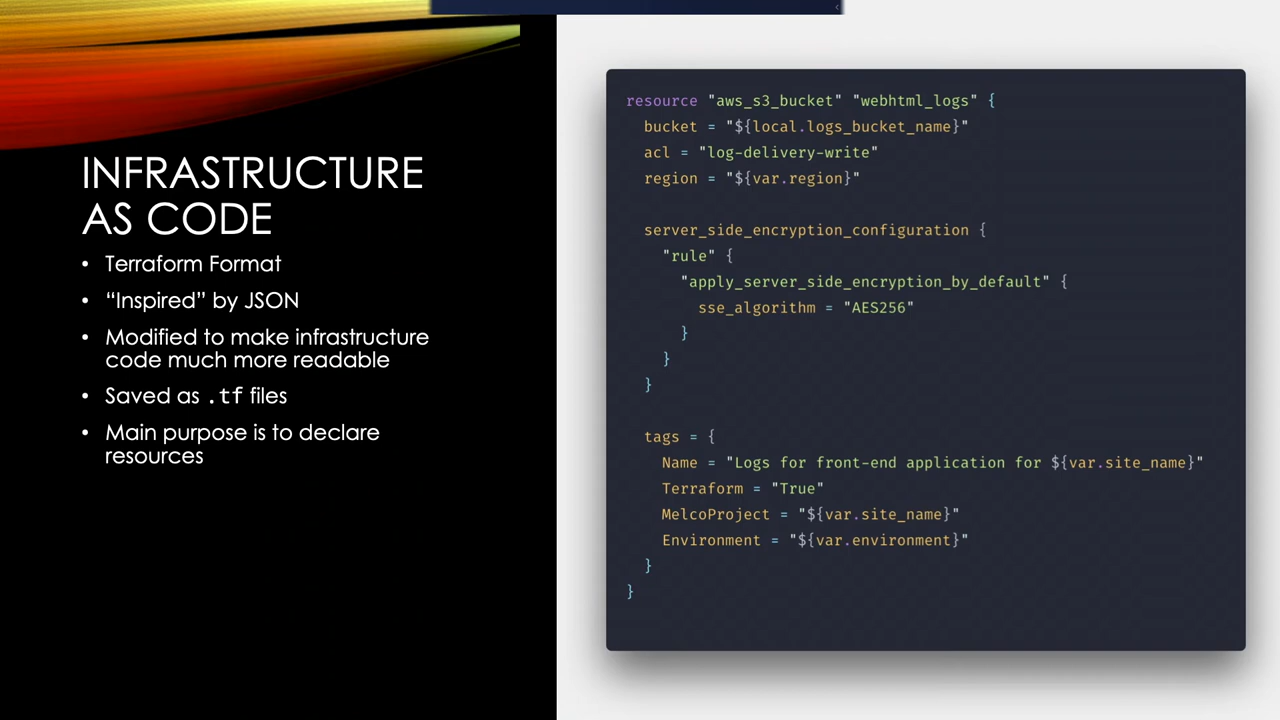 INFRASTRUCTURE
AS CODE
• Terraform Format
• “Inspired” by JSON
• Modified to make infrastructure
code much more readable
• Saved as .tf files
• Main purpose is to declare
resources
resource "aws_s3_bucket" "webhtml_logs" {
  bucket = "${local.logs_bucket_name}"
  acl = "log-delivery-write"
  region = "${var.region}"
  server_side_encryption_configuration {
    "rule" {
      "apply_server_side_encryption_by_default" {
        sse_algorithm = "AES256"
      }
    }
  }
  tags = {
    Name = "Logs for front-end application for ${var.site_name}"
    Terraform = "True"
    MelcoProject = "${var.site_name}"
    Environment = "${var.environment}"
  }
}